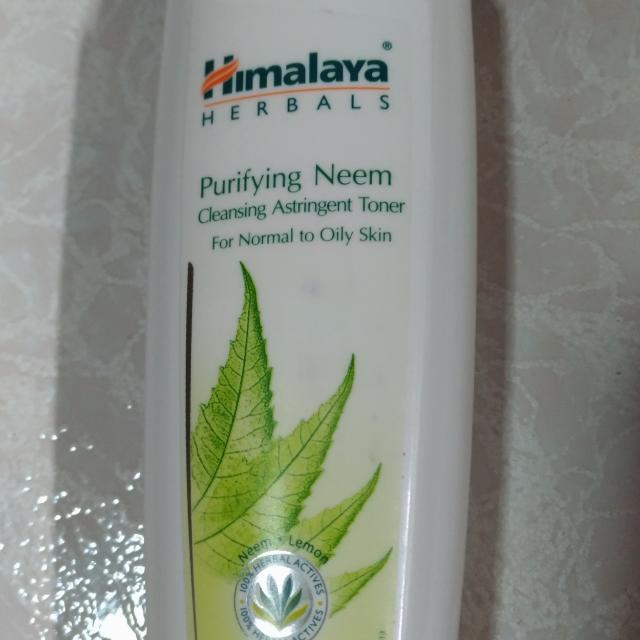 Himalaya®
HERBALS
Purifying Neem
Cleansing Astringent Toner
For Normal to Oily Skin
Neem • Lemon
100% HERBAL ACTIVES